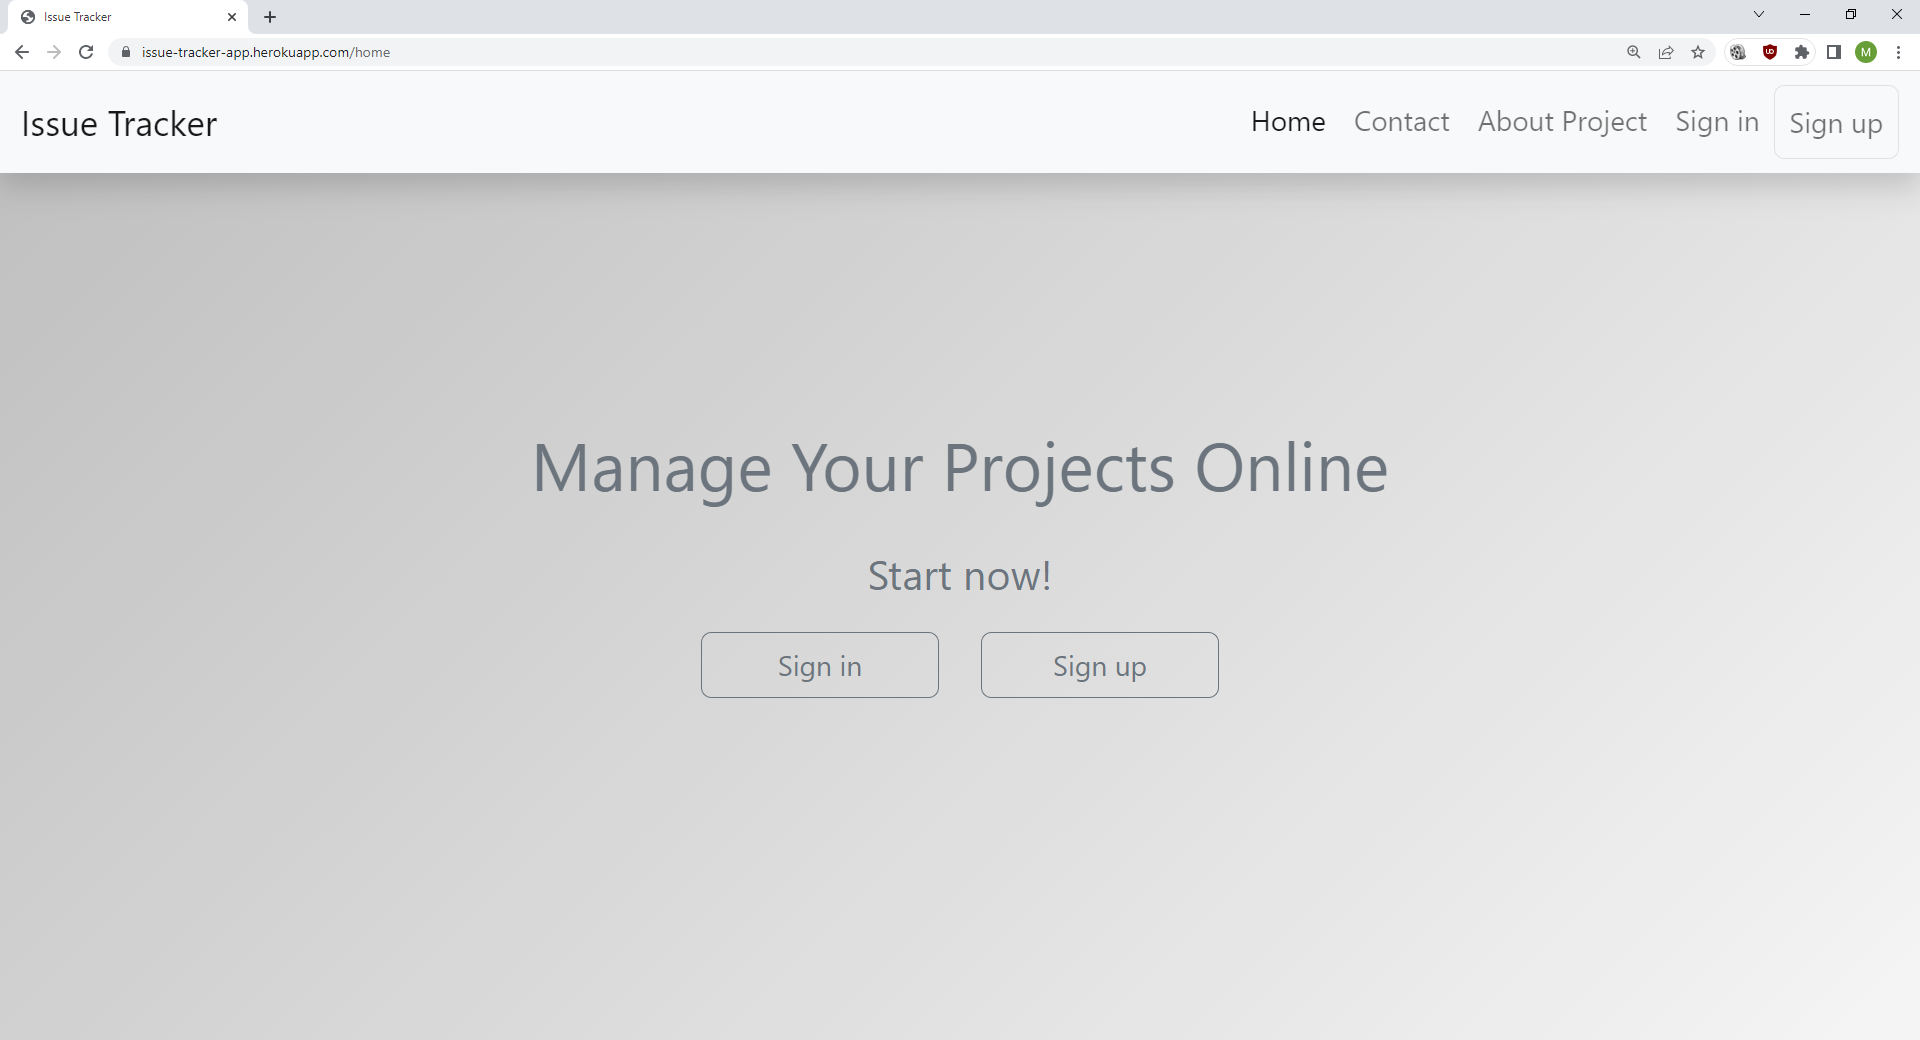 Issue Tracker
issue-tracker-app.herokuapp.com/home
UD
M
Issue Tracker
Home Contact About Project Sign in Sign up
Manage Your Projects Online
Start now!
Sign in Sign up